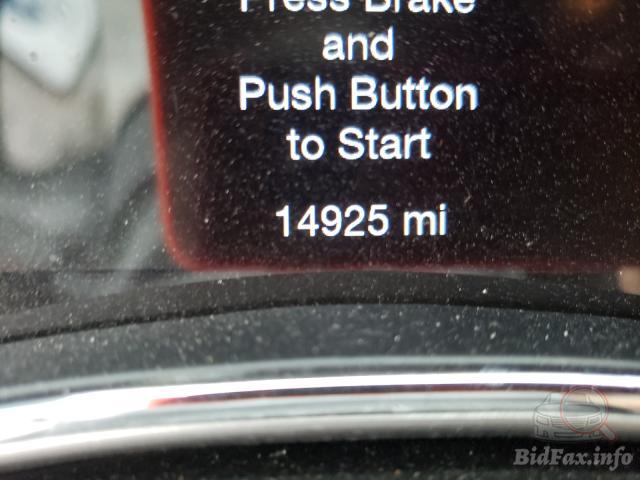 Press Brake
and
Push Button
to Start
14925 mi
BidFax.info